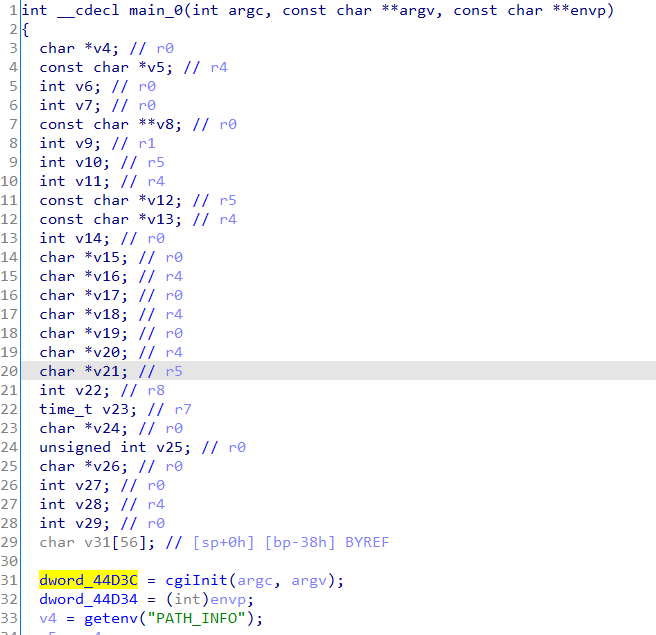 1 int __cdecl main_0(int argc, const char **argv, const char **envp)
2 {
3 char *v4; // r0
4 const char *v5; // r4
5 int v6; // r0
6 int v7; // r0
7 const char **v8; // r0
8 int v9; // r1
9 int v10; // r5
10 int v11; // r4
11 const char *v12; // r5
12 const char *v13; // r4
13 int v14; // r0
14 char *v15; // r0
15 char *v16; // r4
16 char *v17; // r0
17 char *v18; // r4
18 char *v19; // r0
19 char *v20; // r4
20 char *v21; // r5
21 int v22; // r8
22 time_t v23; // r7
23 char *v24; // r0
24 unsigned int v25; // r0
25 char *v26; // r0
26 int v27; // r0
27 int v28; // r4
28 int v29; // r0
29 char v31[56]; // [sp+0h] [bp-38h] BYREF
30
31 dword_44D3C = cgiInit(argc, argv);
32 dword_44D34 = (int)envp;
33 v4 = getenv("PATH_INFO");